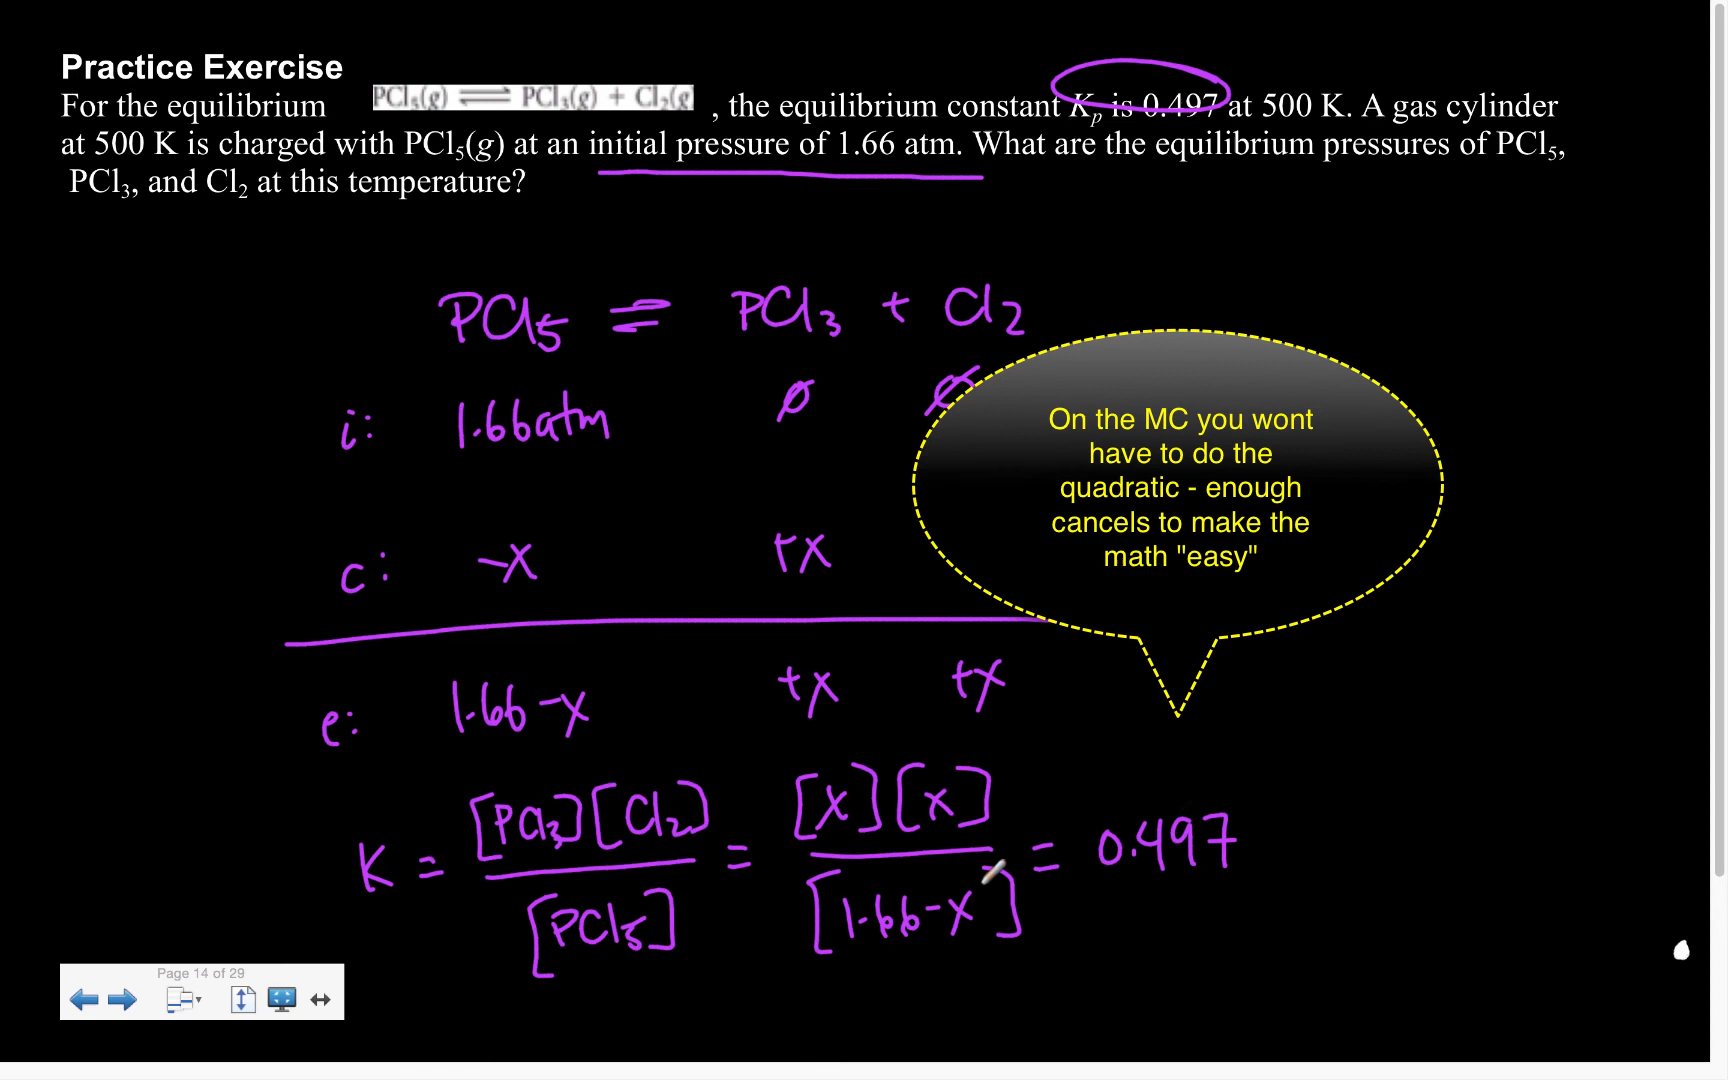 Practice Exercise
For the equilibrium PCl₅(g) ⇌ PCl₃(g) + Cl₂(g , the equilibrium constant Kₚ is 0.497 at 500 K. A gas cylinder
at 500 K is charged with PCl₅(g) at an initial pressure of 1.66 atm. What are the equilibrium pressures of PCl₅,
PCl₃, and Cl₂ at this temperature?
PCl₅ ⇌ PCl₃ + Cl₂
i: 1.66atm ∅ ∅
On the MC you wont
have to do the
quadratic - enough
cancels to make the
math "easy"
c: -x +x
e: 1.66-x +x +x
K = [PCl₃][Cl₂] / [PCl₅] = [x][x] / [1.66-x] = 0.497
Page 14 of 29